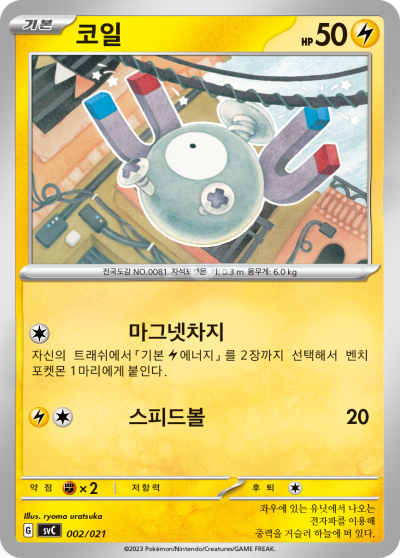 기본 코일 HP 50
전국도감 NO.0081 자석포켓몬 키: 0.3 m 몸무게: 6.0 kg
마그넷차지
자신의 트래쉬에서「기본 에너지」를 2장까지 선택해서 벤치
포켓몬 1마리에게 붙인다.
스피드볼 20
약점 ×2 저항력 후퇴
Illus. ryoma uratsuka
G svC 002/021
좌우에 있는 유닛에서 나오는
전자파를 이용해
중력을 거슬러 하늘에 떠 있다.
©2023 Pokémon/Nintendo/Creatures/GAME FREAK.